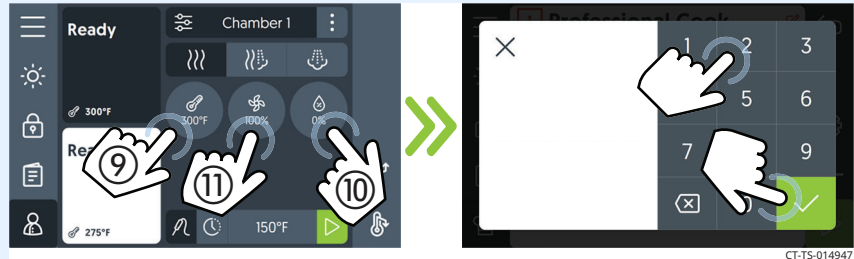 Ready
Chamber 1
300°F
300°F
100%
0%
Re
9
11
10
275°F
150°F
Professional Cook
1
2
3
5
6
7
9
CT-TS-014947